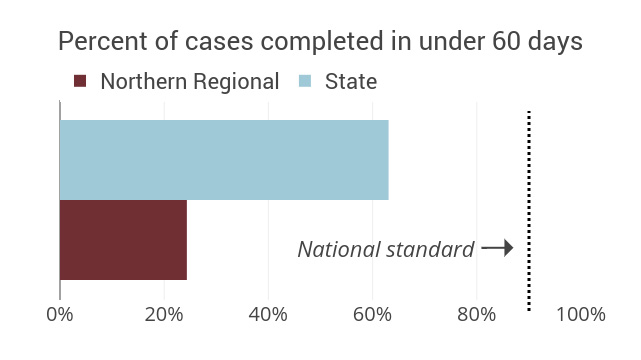 Percent of cases completed in under 60 days
Northern Regional State
National standard
0% 20% 40% 60% 80% 100%